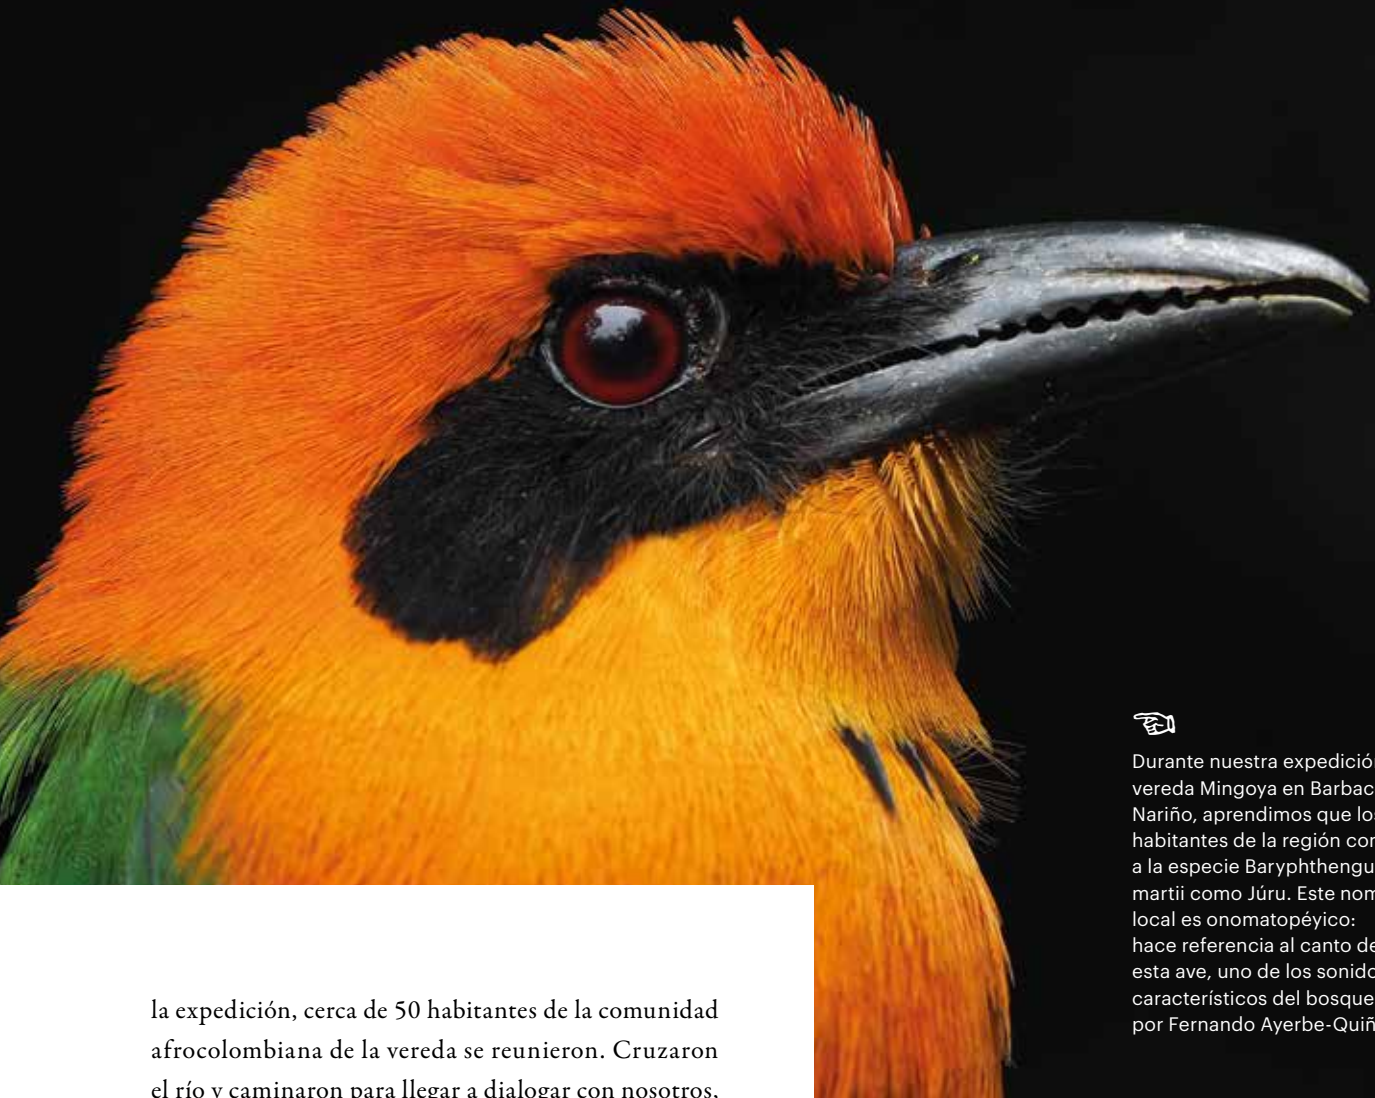 Durante nuestra expedició
vereda Mingoya en Barbac
Nariño, aprendimos que lo
habitantes de la región co
a la especie Baryphthengu
martii como Júru. Este nom
local es onomatopéyico:
hace referencia al canto de
esta ave, uno de los sonido
característicos del bosque
por Fernando Ayerbe-Quiñ
la expedición, cerca de 50 habitantes de la comunidad
afrocolombiana de la vereda se reunieron. Cruzaron
el río y caminaron para llegar a dialogar con nosotros,